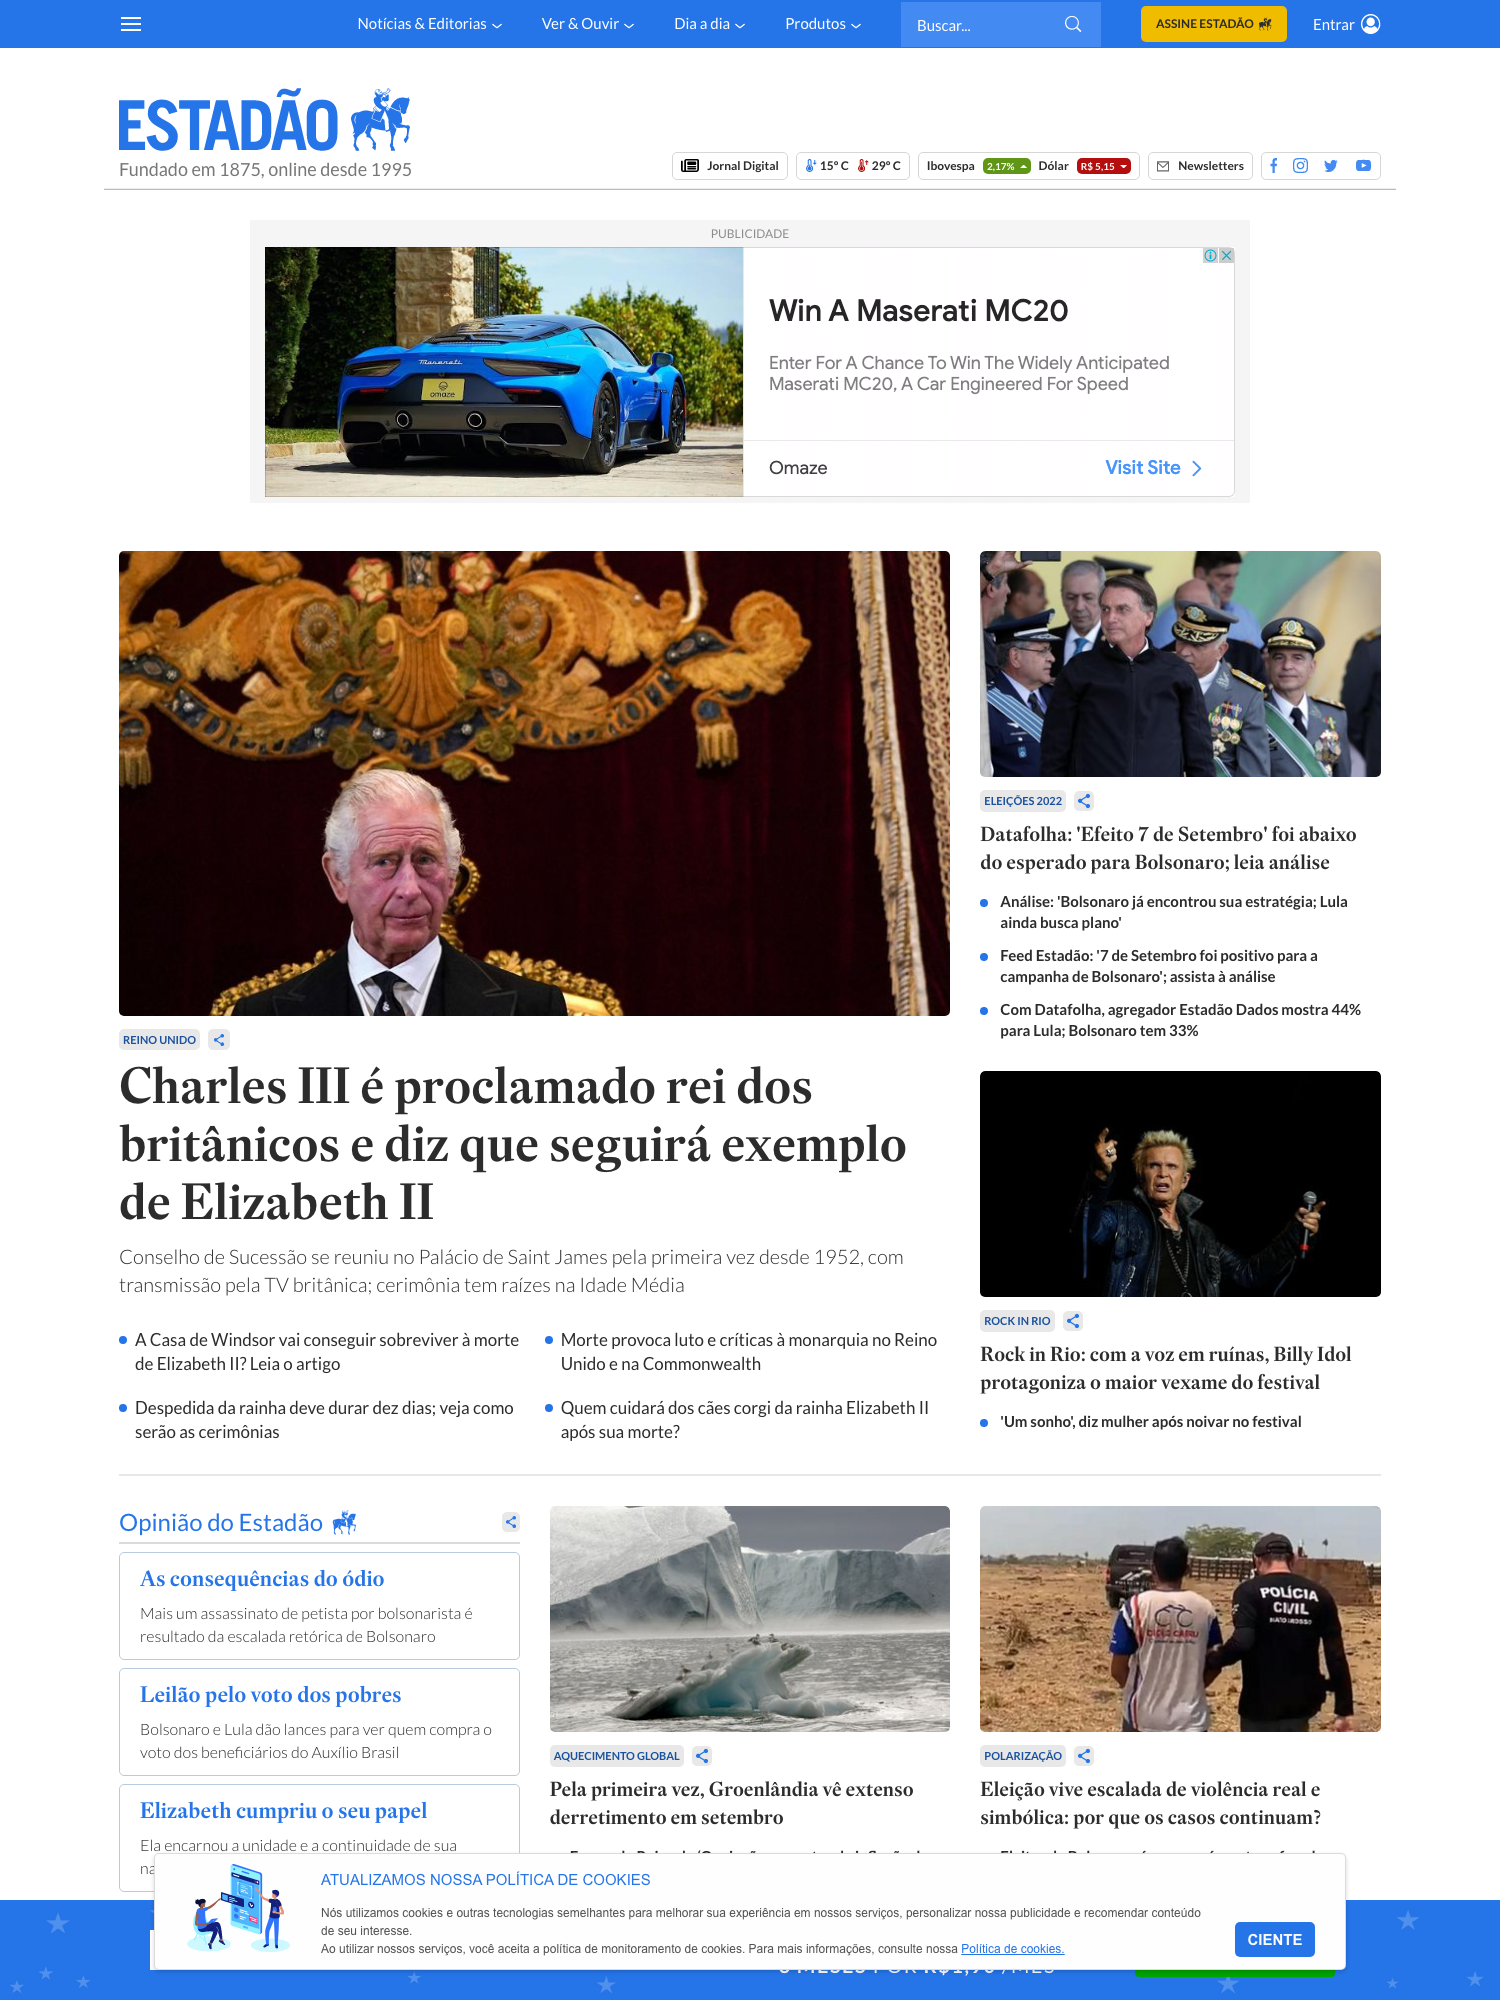 Notícias & Editorias
Ver & Ouvir
Dia a dia
Produtos
Buscar...
ASSINE ESTADÃO
Entrar
ESTADÃO
Fundado em 1875, online desde 1995
Jornal Digital
15° C 29° C
Ibovespa 2,17% Dólar R$ 5,15
Newsletters
PUBLICIDADE
Maserati
omaze
Win A Maserati MC20
Enter For A Chance To Win The Widely Anticipated
Maserati MC20, A Car Engineered For Speed
Omaze
Visit Site
REINO UNIDO
Charles III é proclamado rei dos
britânicos e diz que seguirá exemplo
de Elizabeth II
Conselho de Sucessão se reuniu no Palácio de Saint James pela primeira vez desde 1952, com
transmissão pela TV britânica; cerimônia tem raízes na Idade Média
A Casa de Windsor vai conseguir sobreviver à morte
de Elizabeth II? Leia o artigo
Despedida da rainha deve durar dez dias; veja como
serão as cerimônias
Morte provoca luto e críticas à monarquia no Reino
Unido e na Commonwealth
Quem cuidará dos cães corgi da rainha Elizabeth II
após sua morte?
ELEIÇÕES 2022
Datafolha: 'Efeito 7 de Setembro' foi abaixo
do esperado para Bolsonaro; leia análise
Análise: 'Bolsonaro já encontrou sua estratégia; Lula
ainda busca plano'
Feed Estadão: '7 de Setembro foi positivo para a
campanha de Bolsonaro'; assista à análise
Com Datafolha, agregador Estadão Dados mostra 44%
para Lula; Bolsonaro tem 33%
ROCK IN RIO
Rock in Rio: com a voz em ruínas, Billy Idol
protagoniza o maior vexame do festival
'Um sonho', diz mulher após noivar no festival
Opinião do Estadão
As consequências do ódio
Mais um assassinato de petista por bolsonarista é
resultado da escalada retórica de Bolsonaro
Leilão pelo voto dos pobres
Bolsonaro e Lula dão lances para ver quem compra o
voto dos beneficiários do Auxílio Brasil
Elizabeth cumpriu o seu papel
Ela encarnou a unidade e a continuidade de sua
AQUECIMENTO GLOBAL
Pela primeira vez, Groenlândia vê extenso
derretimento em setembro
POLÍCIA
CIVIL
MATO GROSSO
POLARIZAÇÃO
Eleição vive escalada de violência real e
simbólica: por que os casos continuam?
ATUALIZAMOS NOSSA POLÍTICA DE COOKIES
Nós utilizamos cookies e outras tecnologias semelhantes para melhorar sua experiência em nossos serviços, personalizar nossa publicidade e recomendar conteúdo
de seu interesse.
Ao utilizar nossos serviços, você aceita a política de monitoramento de cookies. Para mais informações, consulte nossa Política de cookies.
CIENTE